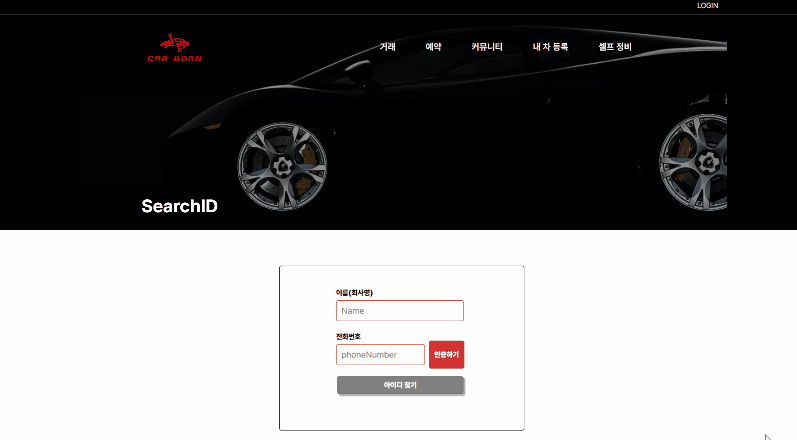 LOGIN
CAR-BORN
거래 예약 커뮤니티 내 차 등록 셀프 정비
SearchID
이름(회사명)
Name
전화번호
phoneNumber 인증하기
아이디 찾기